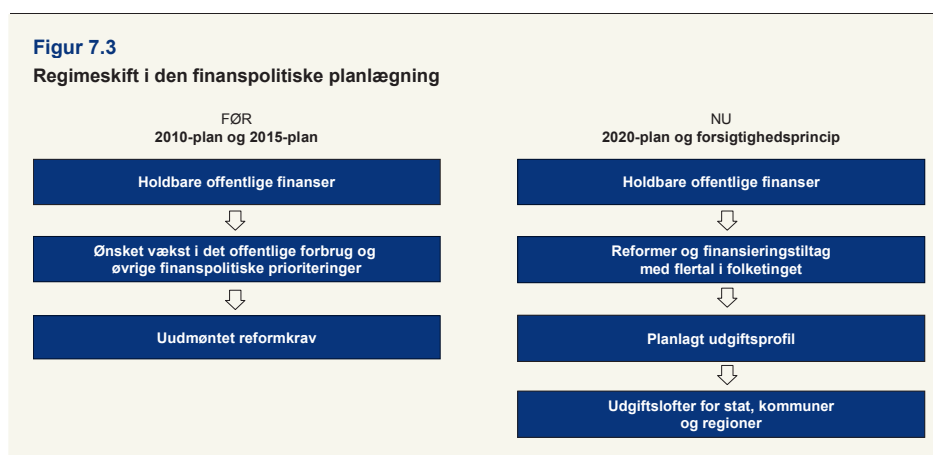 Figur 7.3
Regimeskift i den finanspolitiske planlægning
FØR
2010-plan og 2015-plan
Holdbare offentlige finanser
Ønsket vækst i det offentlige forbrug og
øvrige finanspolitiske prioriteringer
Uudmøntet reformkrav
NU
2020-plan og forsigtighedsprincip
Holdbare offentlige finanser
Reformer og finansieringstiltag
med flertal i folketinget
Planlagt udgiftsprofil
Udgiftslofter for stat, kommuner
og regioner